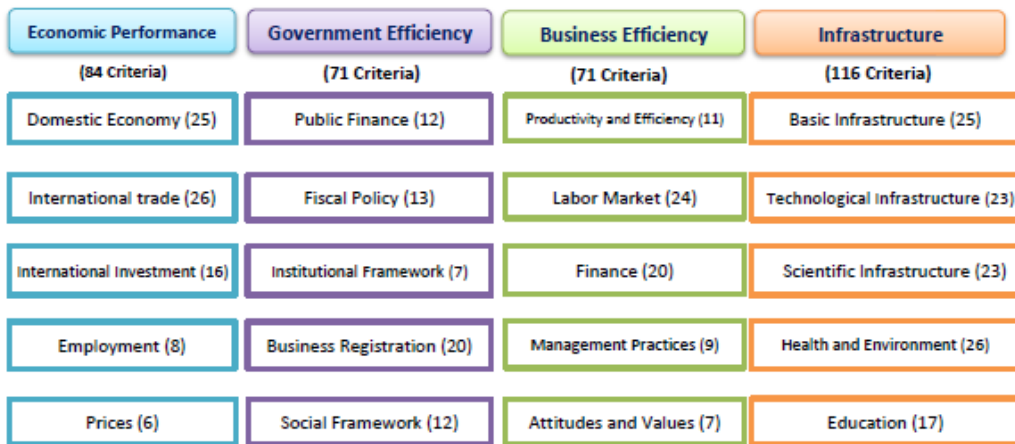 Economic Performance
Government Efficiency
Business Efficiency
Infrastructure
(84 Criteria)
(71 Criteria)
(71 Criteria)
(116 Criteria)
Domestic Economy (25)
Public Finance (12)
Productivity and Efficiency (11)
Basic Infrastructure (25)
International trade (26)
Fiscal Policy (13)
Labor Market (24)
Technological Infrastructure (23)
International Investment (16)
Institutional Framework (7)
Finance (20)
Scientific Infrastructure (23)
Employment (8)
Business Registration (20)
Management Practices (9)
Health and Environment (26)
Prices (6)
Social Framework (12)
Attitudes and Values (7)
Education (17)